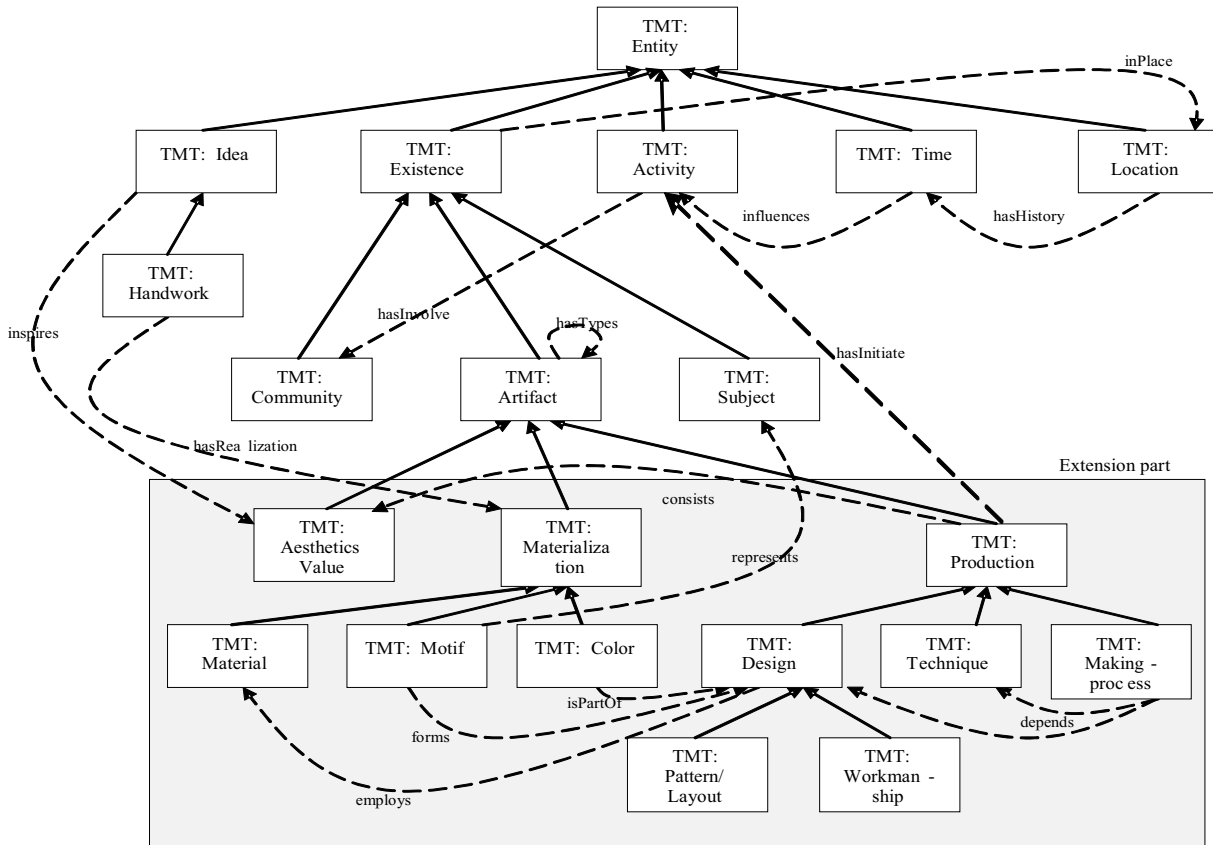 TMT:
Entity
inPlace
TMT: Idea
TMT:
Existence
TMT:
Activity
TMT: Time
TMT:
Location
influences
hasHistory
TMT:
Handwork
inspires
hasInvolve
hasTypes
hasInitiate
TMT:
Community
TMT:
Artifact
TMT:
Subject
hasRea lization
Extension part
consists
TMT:
Aesthetics
Value
TMT:
Materializa
tion
TMT:
Production
represents
TMT:
Material
TMT: Motif
TMT: Color
TMT:
Design
TMT:
Technique
TMT:
Making -
proc ess
isPartOf
forms
depends
TMT:
Pattern/
Layout
TMT:
Workman -
ship
employs